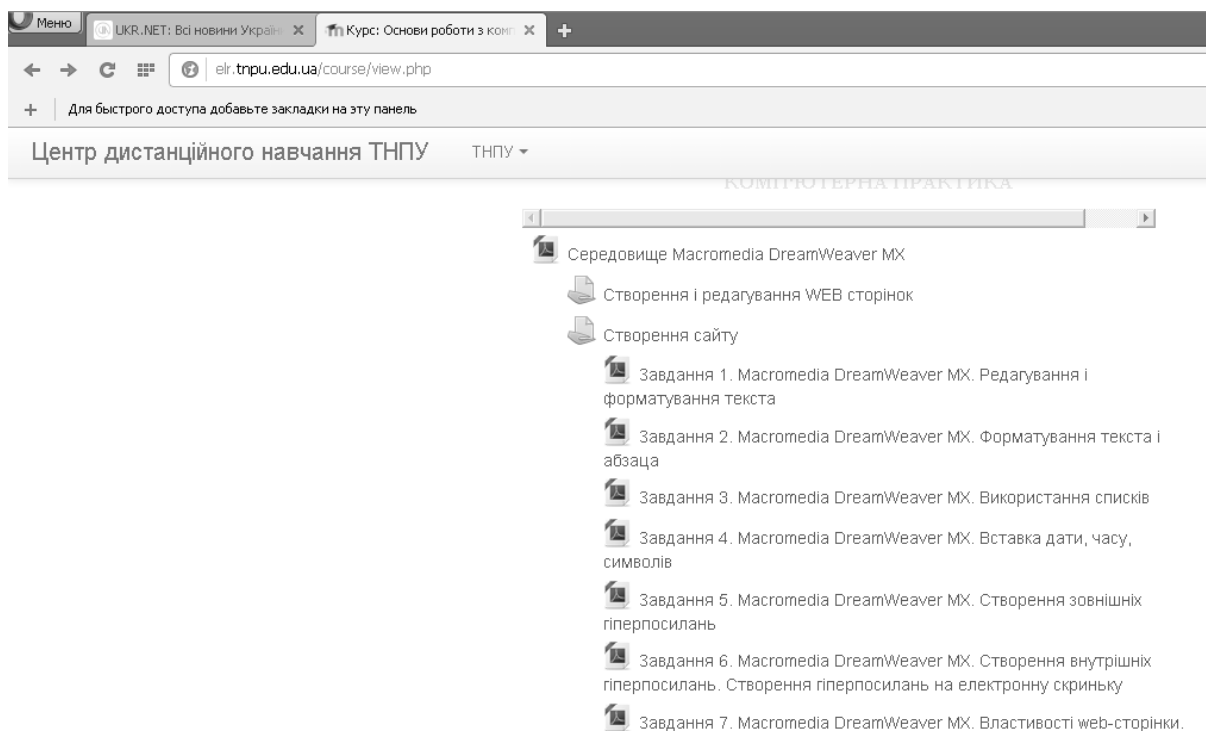 Меню
UKR.NET: Всі новини Україн
Курс: Основи роботи з комп
elr.tnpu.edu.ua/course/view.php
Для быстрого доступа добавьте закладки на эту панель
Центр дистанційного навчання ТНПУ ТНПУ
КОМП'ЮТЕРНА ПРАКТИКА
Середовище Macromedia DreamWeaver MX
Створення і редагування WEB сторінок
Створення сайту
Завдання 1. Macromedia DreamWeaver MX. Редагування і
форматування текста
Завдання 2. Macromedia DreamWeaver MX. Форматування текста і
абзаца
Завдання 3. Macromedia DreamWeaver MX. Використання списків
Завдання 4. Macromedia DreamWeaver MX. Вставка дати, часу,
символів
Завдання 5. Macromedia DreamWeaver MX. Створення зовнішніх
гіперпосилань
Завдання 6. Macromedia DreamWeaver MX. Створення внутрішніх
гіперпосилань. Створення гіперпосилань на електронну скриньку
Завдання 7. Macromedia DreamWeaver MX. Властивості web-сторінки.